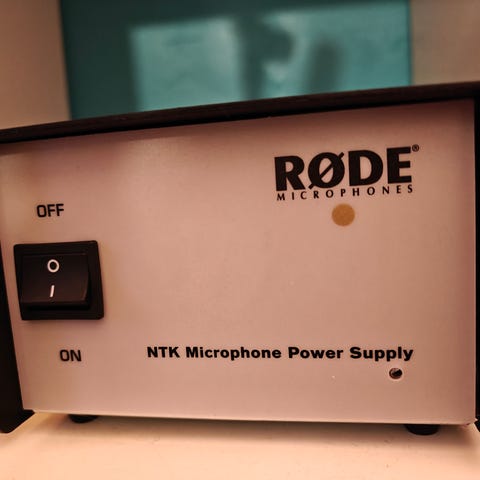 RØDE®
MICROPHONES
OFF
O
I
ON
NTK Microphone Power Supply